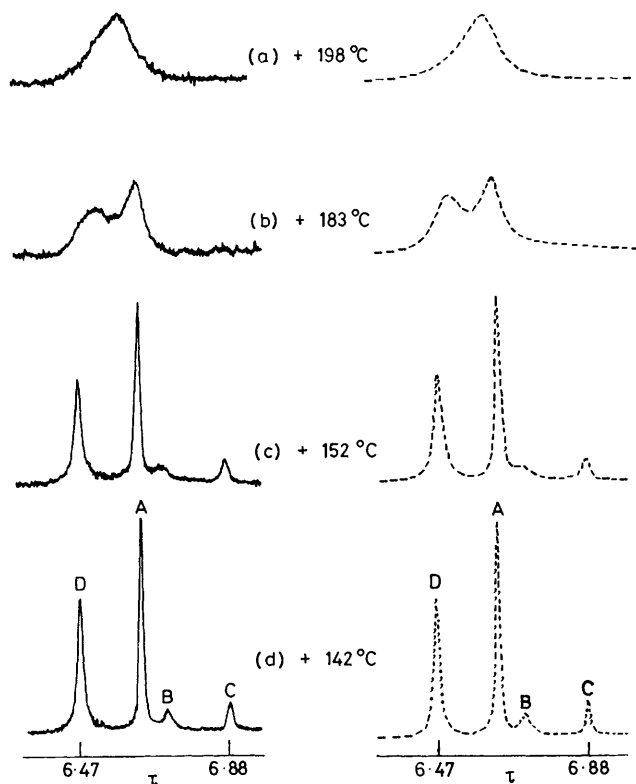 (a) + 198 °C
(b) + 183 °C
(c) + 152 °C
A
D
B
C
(d) + 142 °C
A
D
B
C
6·47
τ
6·88
6·47
τ
6·88